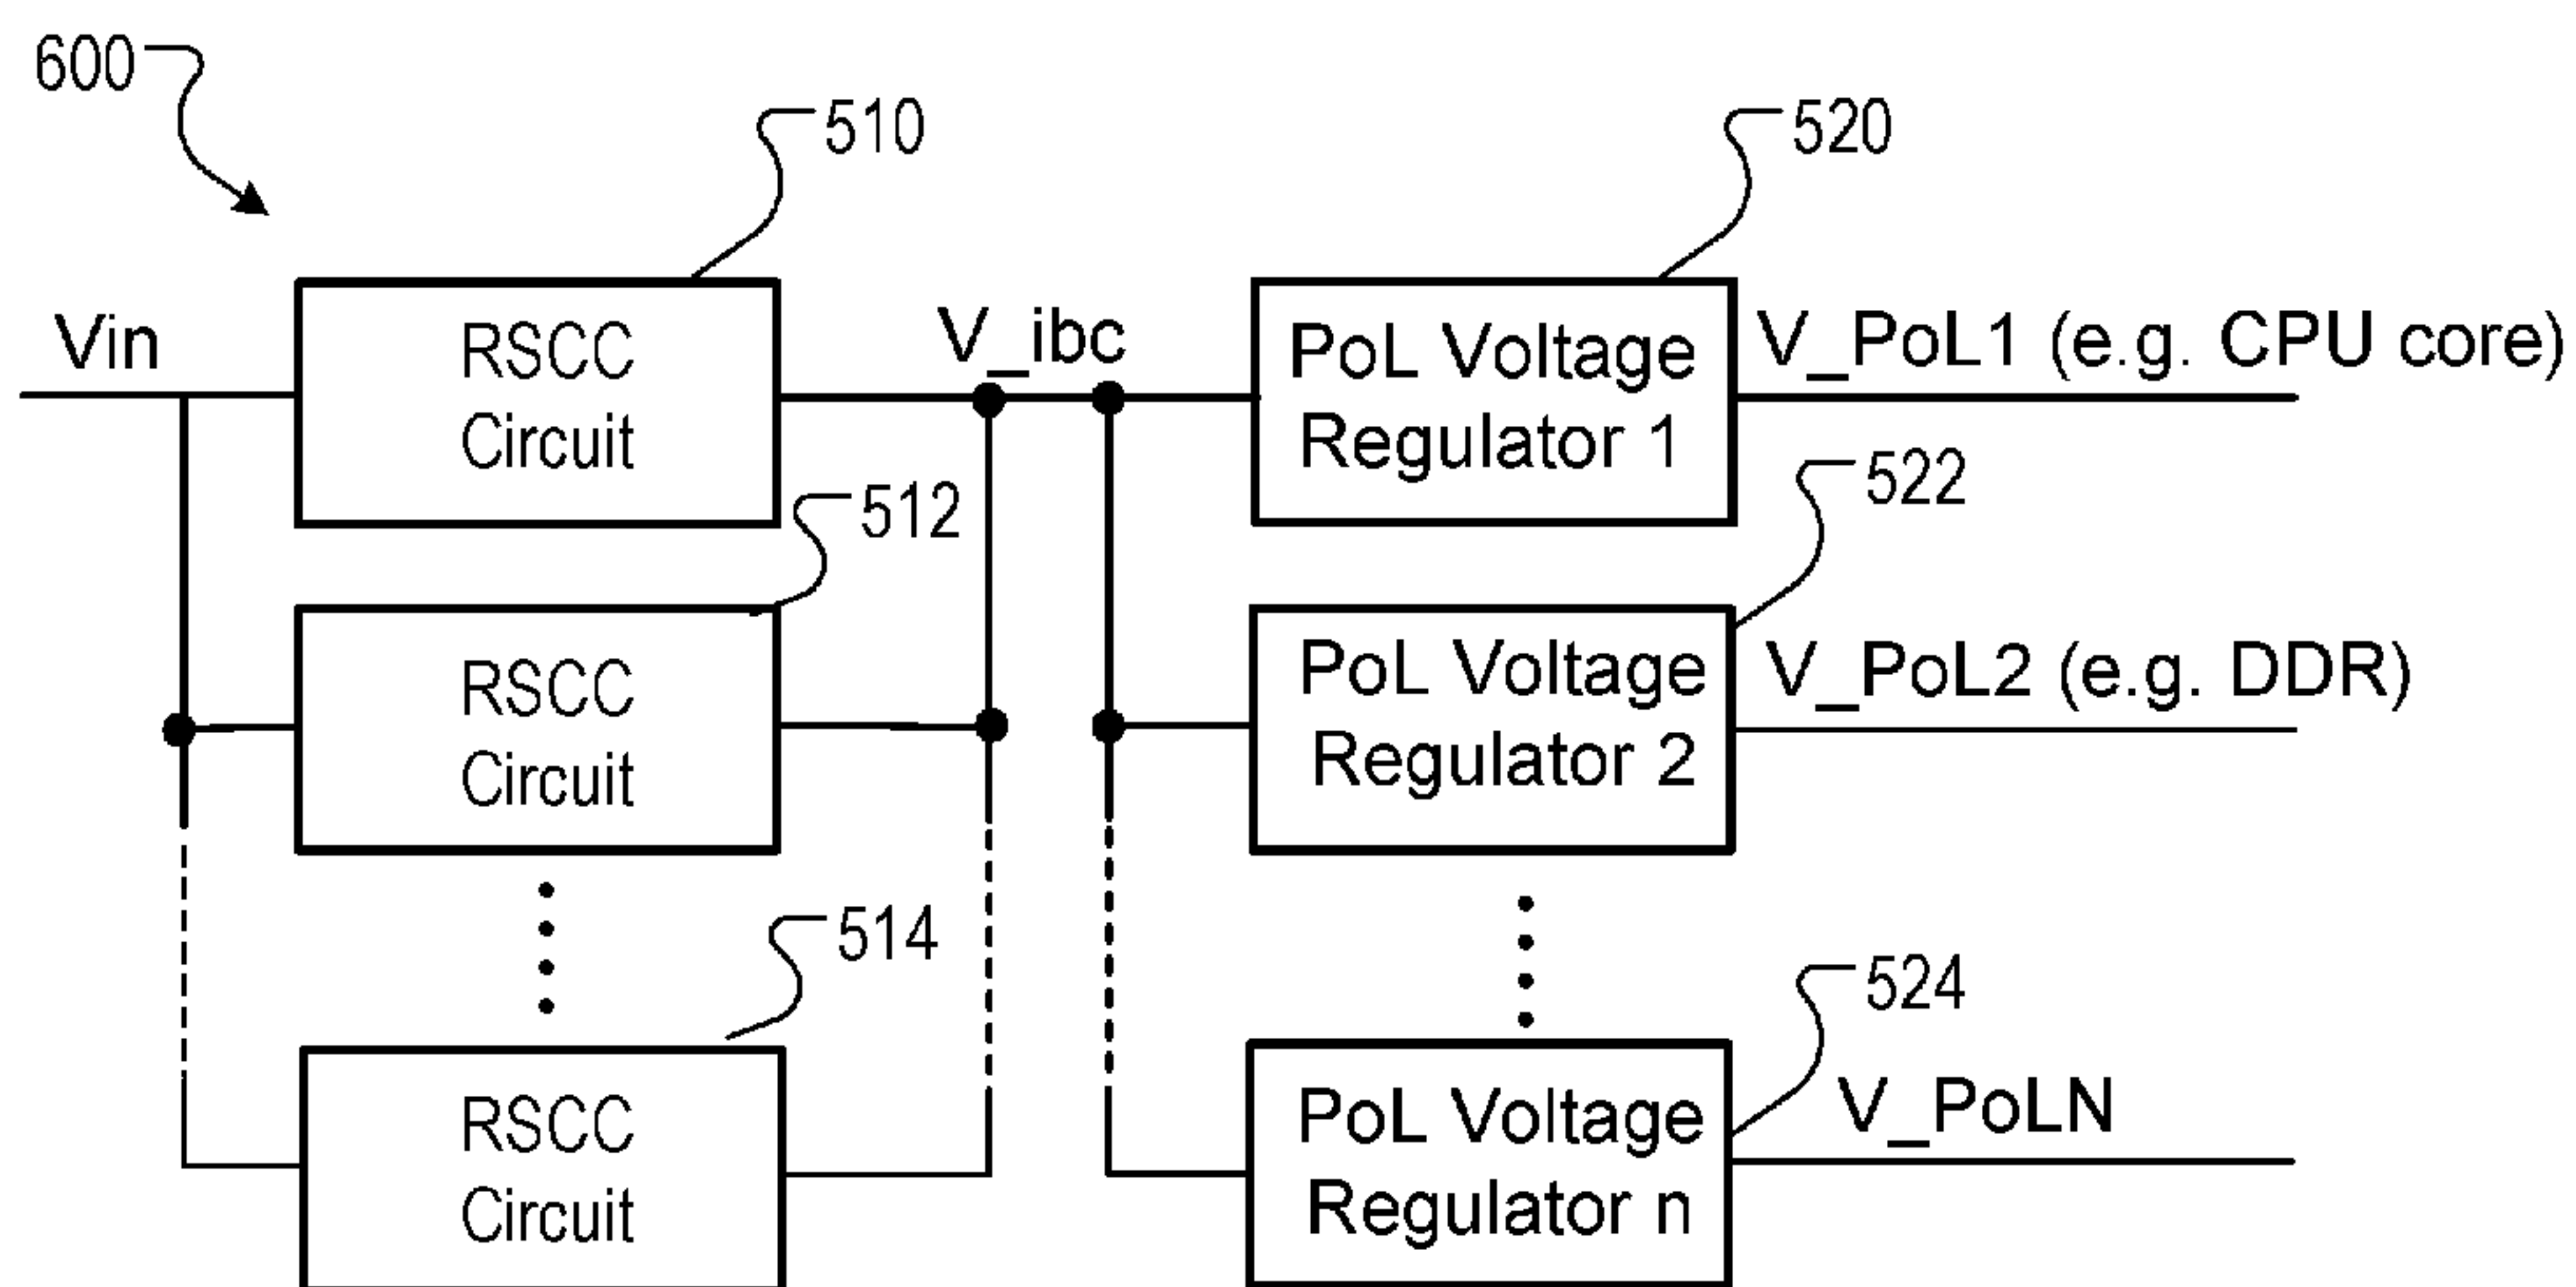 600
510
520
Vin
RSCC
Circuit
V_ibc
PoL Voltage
Regulator 1
V_PoL1 (e.g. CPU core)
512
522
RSCC
Circuit
PoL Voltage
Regulator 2
V_PoL2 (e.g. DDR)
514
524
RSCC
Circuit
PoL Voltage
Regulator n
V_PoLN